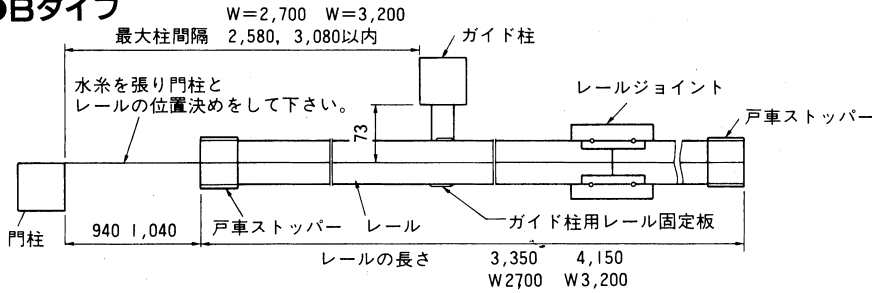 ●Bタイプ
W=2,700 W=3,200
最大柱間隔 2,580, 3,080以内
ガイド柱
水糸を張り門柱と
レールの位置決めをして下さい。
レールジョイント
戸車ストッパー
73
門柱
940 1,040
戸車ストッパー
レール
ガイド柱用レール固定板
レールの長さ
3,350 4,150
W2700 W3,200